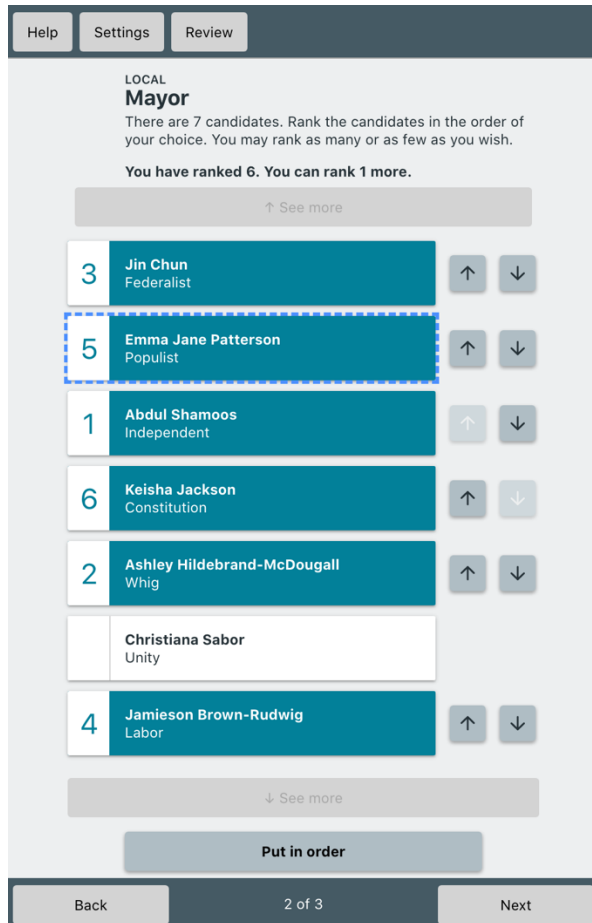 Help Settings Review
LOCAL
Mayor
There are 7 candidates. Rank the candidates in the order of
your choice. You may rank as many or as few as you wish.
You have ranked 6. You can rank 1 more.
↑ See more
3 Jin Chun
Federalist
↑ ↓
5 Emma Jane Patterson
Populist
↑ ↓
1 Abdul Shamoos
Independent
↑ ↓
6 Keisha Jackson
Constitution
↑ ↓
2 Ashley Hildebrand-McDougall
Whig
↑ ↓
Christiana Sabor
Unity
4 Jamieson Brown-Rudwig
Labor
↑ ↓
↓ See more
Put in order
Back 2 of 3 Next